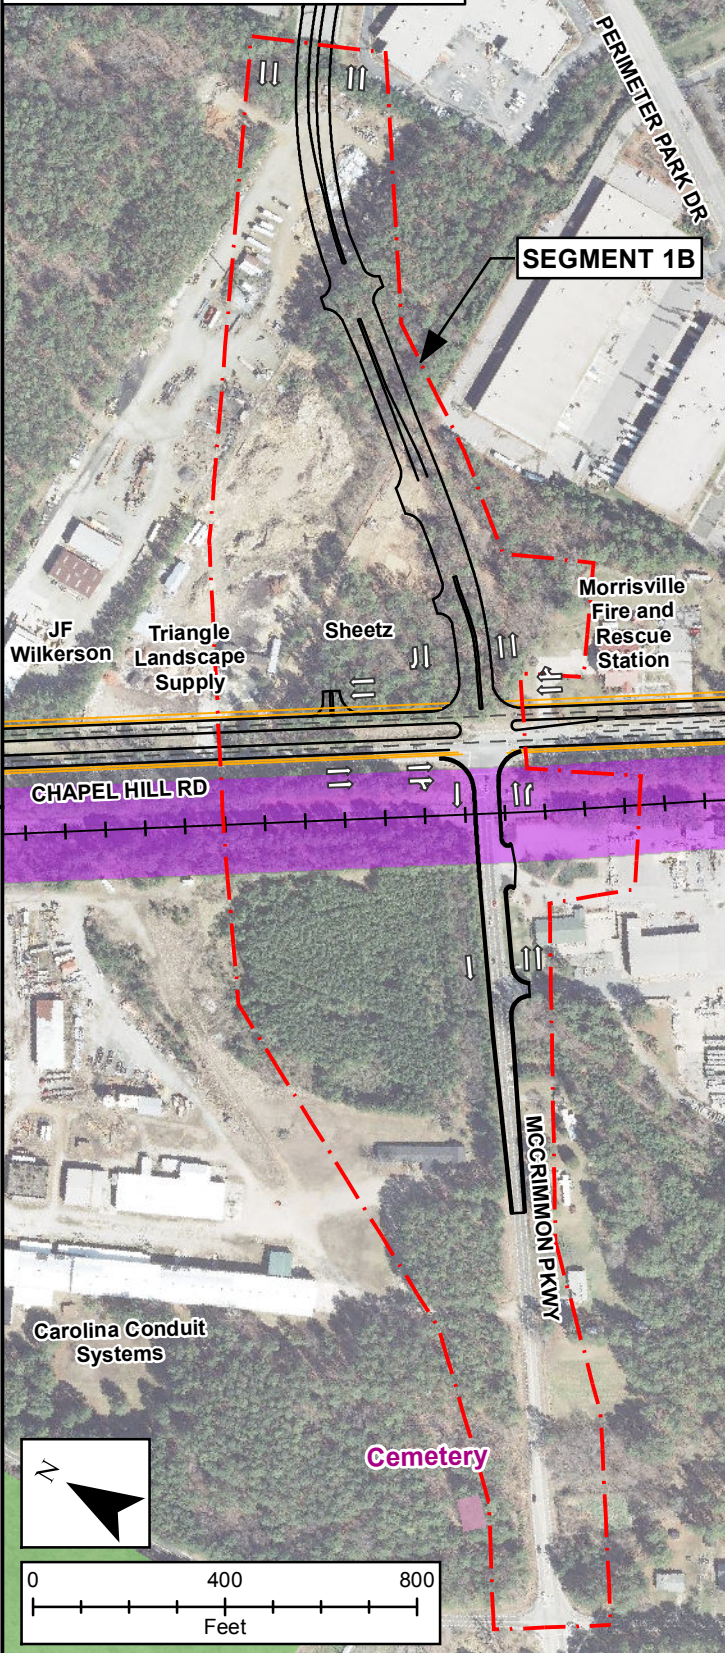 PERIMETER PARK DR
SEGMENT 1B
Morrisville
Fire and
Rescue
Station
JF
Wilkerson
Triangle
Landscape
Supply
Sheetz
CHAPEL HILL RD
MCCRIMMON PKWY
Carolina Conduit
Systems
Cemetery
N
0 400 800
Feet